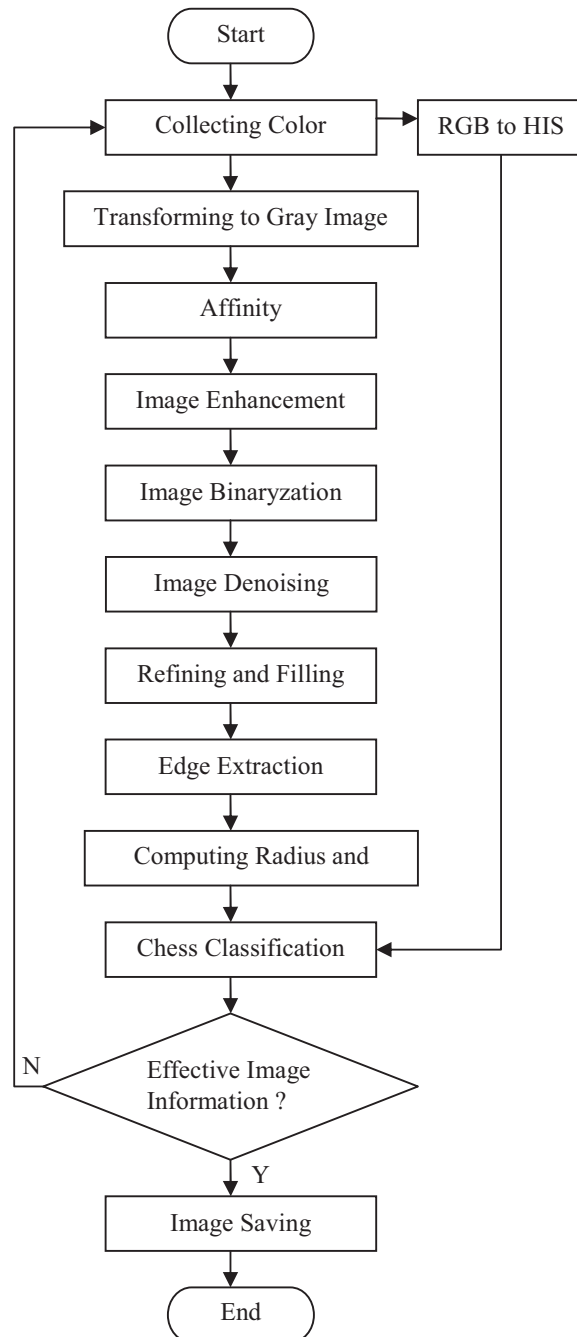 Start
Collecting Color
RGB to HIS
Transforming to Gray Image
Affinity
Image Enhancement
Image Binaryzation
Image Denoising
Refining and Filling
Edge Extraction
Computing Radius and
Chess Classification
N
Effective Image
Information ?
Y
Image Saving
End